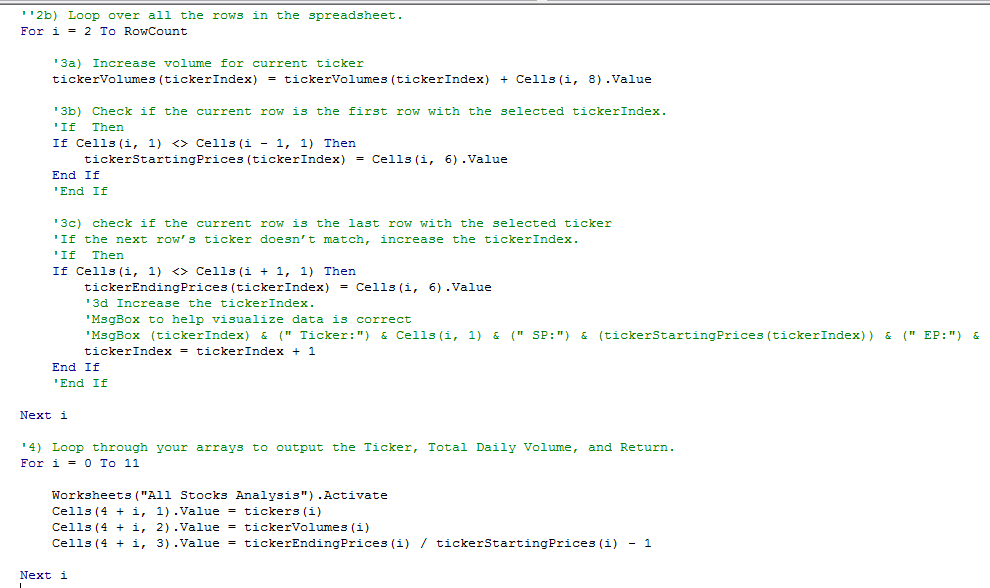 ''2b) Loop over all the rows in the spreadsheet.
For i = 2 To RowCount
'3a) Increase volume for current ticker
tickerVolumes(tickerIndex) = tickerVolumes(tickerIndex) + Cells(i, 8).Value
'3b) Check if the current row is the first row with the selected tickerIndex.
'If  Then
If Cells(i, 1) <> Cells(i - 1, 1) Then
tickerStartingPrices(tickerIndex) = Cells(i, 6).Value
End If
'End If
'3c) check if the current row is the last row with the selected ticker
'If the next row’s ticker doesn’t match, increase the tickerIndex.
'If  Then
If Cells(i, 1) <> Cells(i + 1, 1) Then
tickerEndingPrices(tickerIndex) = Cells(i, 6).Value
'3d Increase the tickerIndex.
'MsgBox to help visualize data is correct
'MsgBox (tickerIndex) & (" Ticker:") & Cells(i, 1) & (" SP:") & (tickerStartingPrices(tickerIndex)) & (" EP:") &
tickerIndex = tickerIndex + 1
End If
'End If
Next i
'4) Loop through your arrays to output the Ticker, Total Daily Volume, and Return.
For i = 0 To 11
Worksheets("All Stocks Analysis").Activate
Cells(4 + i, 1).Value = tickers(i)
Cells(4 + i, 2).Value = tickerVolumes(i)
Cells(4 + i, 3).Value = tickerEndingPrices(i) / tickerStartingPrices(i) - 1
Next i